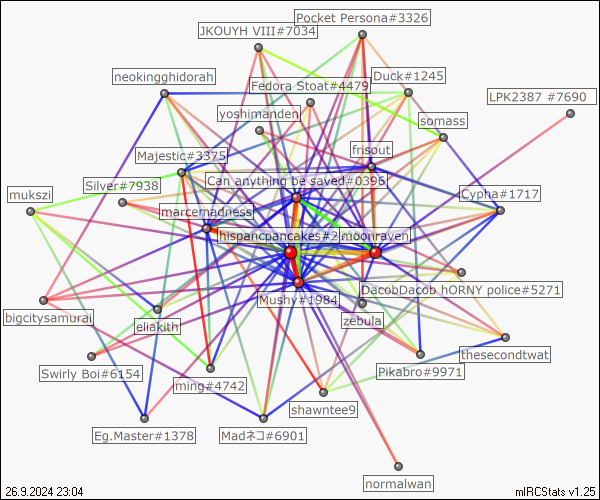 Pocket Persona#3326
JKOUYH VIII#7034
neokingghidorah
Duck#1245
Fedora Stoat#4479
LPK2387 #7690
yoshimanden
somass
frisout
Majestic#3375
Can anything be saved#0396
Silver#7938
mukszi
Cypha#1717
marcemadness
hispancpancakes#2
moonraven
DacobDacob hORNY police#5271
Mushy#1984
bigcitysamurai
eliakith
zebula
thesecondtwat
Swirly Boi#6154
Pikabro#9971
ming#4742
shawntee9
Eg.Master#1378
Madネコ#6901
normalwan
26.9.2024 23:04
mIRCStats v1.25